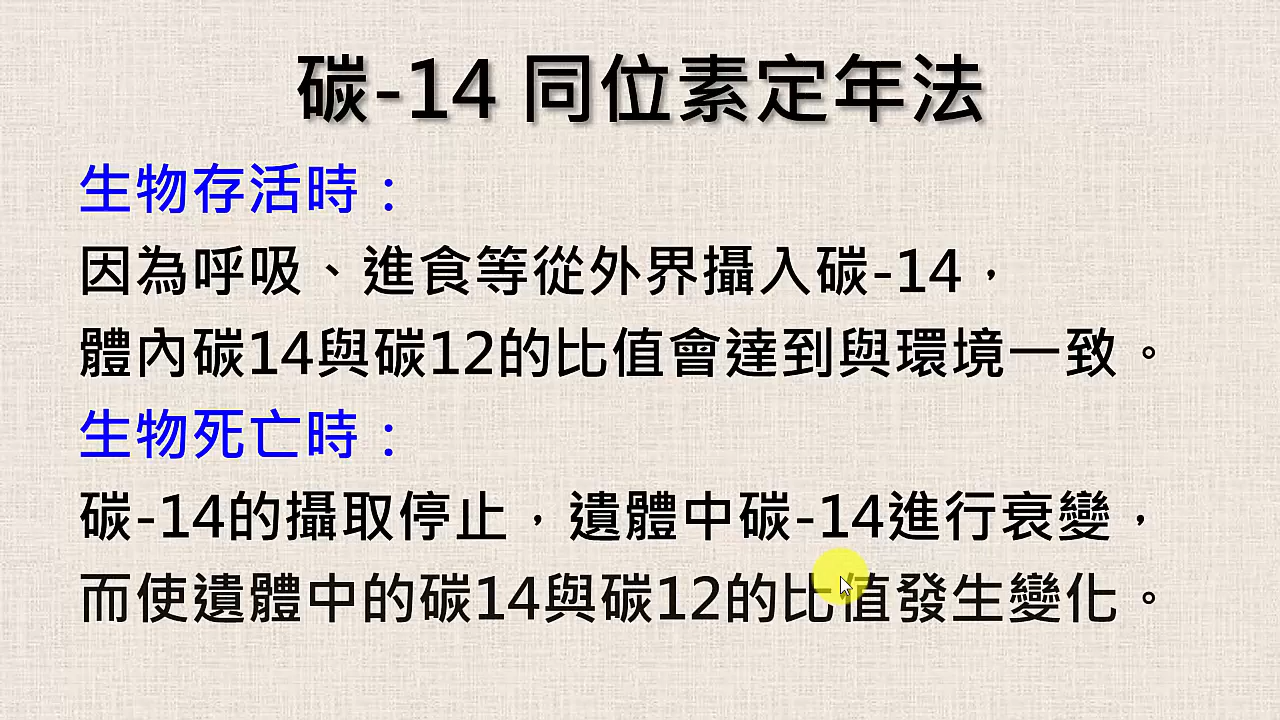 碳-14 同位素定年法
生物存活時：
因為呼吸、進食等從外界攝入碳-14，
體內碳14與碳12的比值會達到與環境一致。
生物死亡時：
碳-14的攝取停止，遺體中碳-14進行衰變，
而使遺體中的碳14與碳12的比值發生變化。